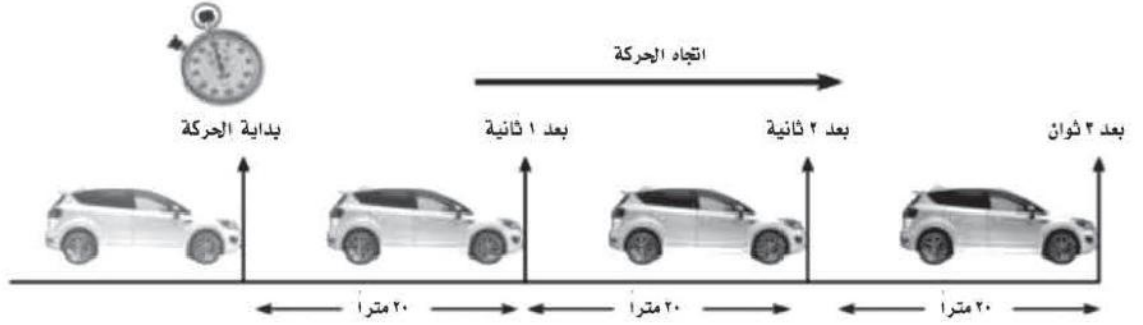 اتجاه الحركة
بداية الحركة
بعد ١ ثانية
بعد ٢ ثانية
بعد ٣ ثوان
٢٠ متراً
٢٠ متراً
٢٠ متراً